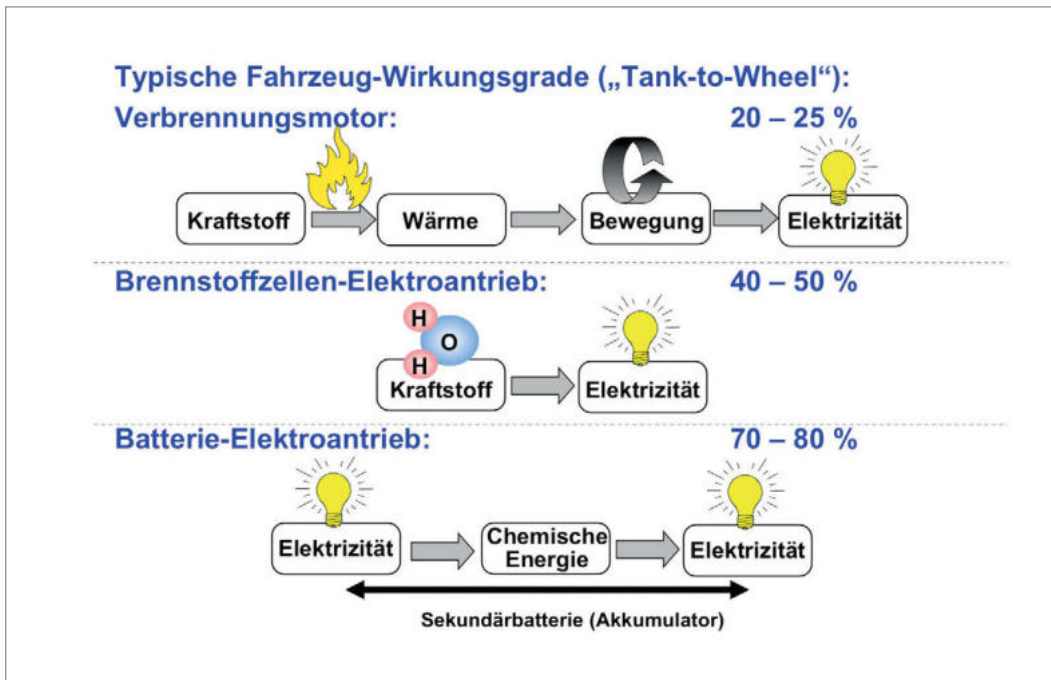 Typische Fahrzeug-Wirkungsgrade („Tank-to-Wheel“):
Verbrennungsmotor: 20 – 25 %
Kraftstoff Wärme Bewegung Elektrizität
Brennstoffzellen-Elektroantrieb: 40 – 50 %
H
O
H
Kraftstoff Elektrizität
Batterie-Elektroantrieb: 70 – 80 %
Elektrizität Chemische Energie Elektrizität
Sekundärbatterie (Akkumulator)